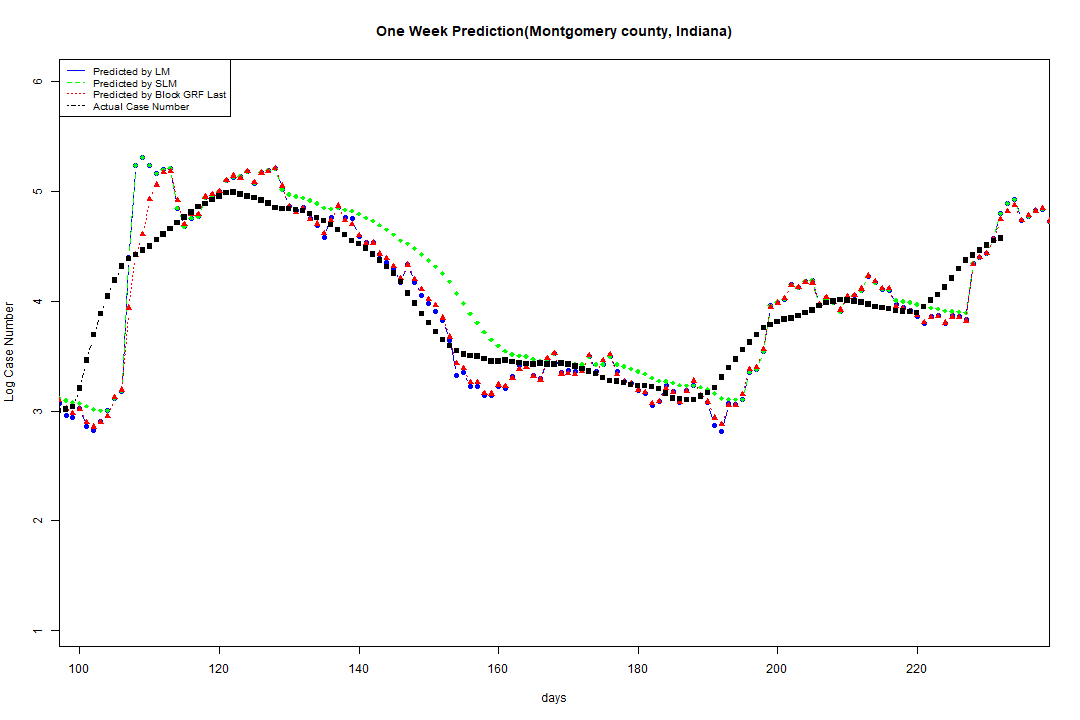 One Week Prediction(Montgomery county, Indiana)
Predicted by LM
Predicted by SLM
Predicted by Block GRF Last
Actual Case Number
6
5
4
3
2
1
Log Case Number
100 120 140 160 180 200 220
days